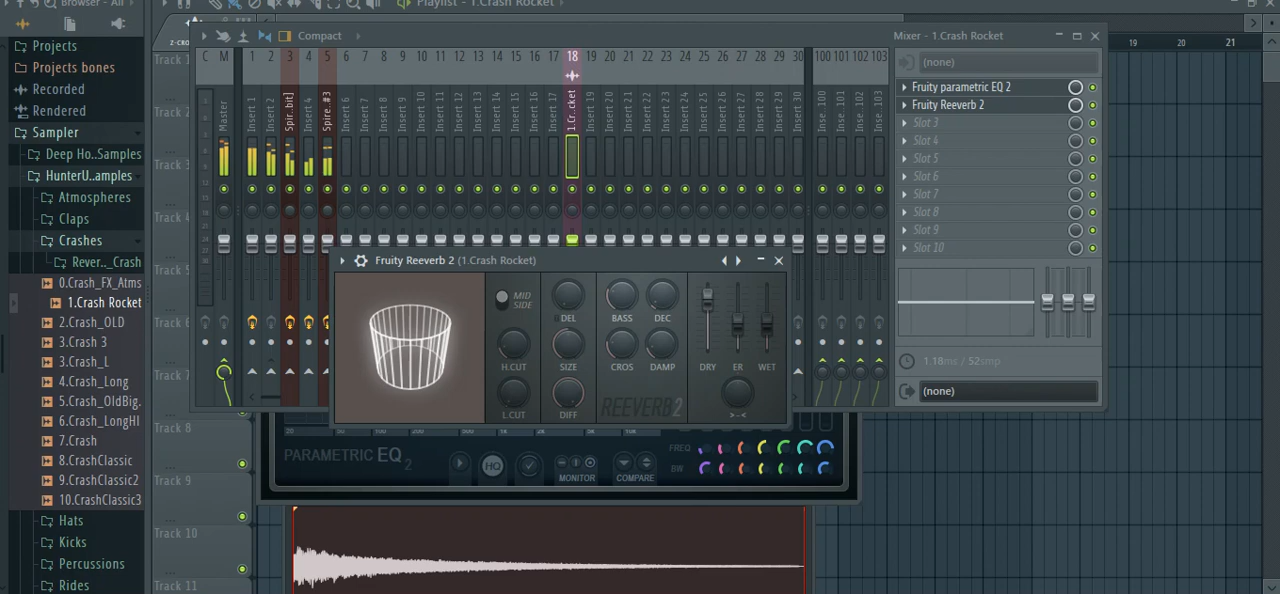 Browser - All
Playlist - 1.Crash Rocket
Projects
Projects bones
Recorded
Rendered
Sampler
Deep Ho..Samples
HunterU..amples
Atmospheres
Claps
Crashes
Rever.._Crash
0.Crash_FX_Atms
1.Crash Rocket
2.Crash_OLD
3.Crash 3
3.Crash_L
4.Crash_Long
5.Crash_OldBig.
6.Crash_LongHI
7.Crash
8.CrashClassic
9.CrashClassic2
10.CrashClassic3
Hats
Kicks
Percussions
Rides
Z-CRO
Track 1
Track 2
Track 3
Track 4
Track 5
Track 6
Track 7
Track 8
Track 9
Track 10
Track 11
19 20 21
Compact
Mixer - 1.Crash Rocket
C M 1 2 3 4 5 6 7 8 9 10 11 12 13 14 15 16 17 18 19 20 21 22 23 24 25 26 27 28 29 30 100 101 102 103
Master
Insert 1
Insert 2
Spir..bit]
Insert 4
Spire..#3
Insert 6
Insert 7
Insert 8
Insert 9
Insert 10
Insert 11
Insert 12
Insert 13
Insert 14
Insert 15
Insert 16
Insert 17
1.Cr..cket
Insert 19
Insert 20
Insert 21
Insert 22
Insert 23
Insert 24
Insert 25
Insert 26
Insert 27
Insert 28
Insert 29
Insert 30
Inse..100
Inse..101
Inse..102
Inse..103
(none)
Fruity parametric EQ 2
Fruity Reeverb 2
Slot 3
Slot 4
Slot 5
Slot 6
Slot 7
Slot 8
Slot 9
Slot 10
1.18ms / 52smp
(none)
Fruity Reeverb 2 (1.Crash Rocket)
MID
SIDE
DEL
BASS DEC
H.CUT SIZE CROS DAMP DRY ER WET
L.CUT DIFF REEVERB2 >-<
20 50 100 200 500 1k 2k 5k 10k
PARAMETRIC EQ 2
HQ
MONITOR
COMPARE
FREQ
BW